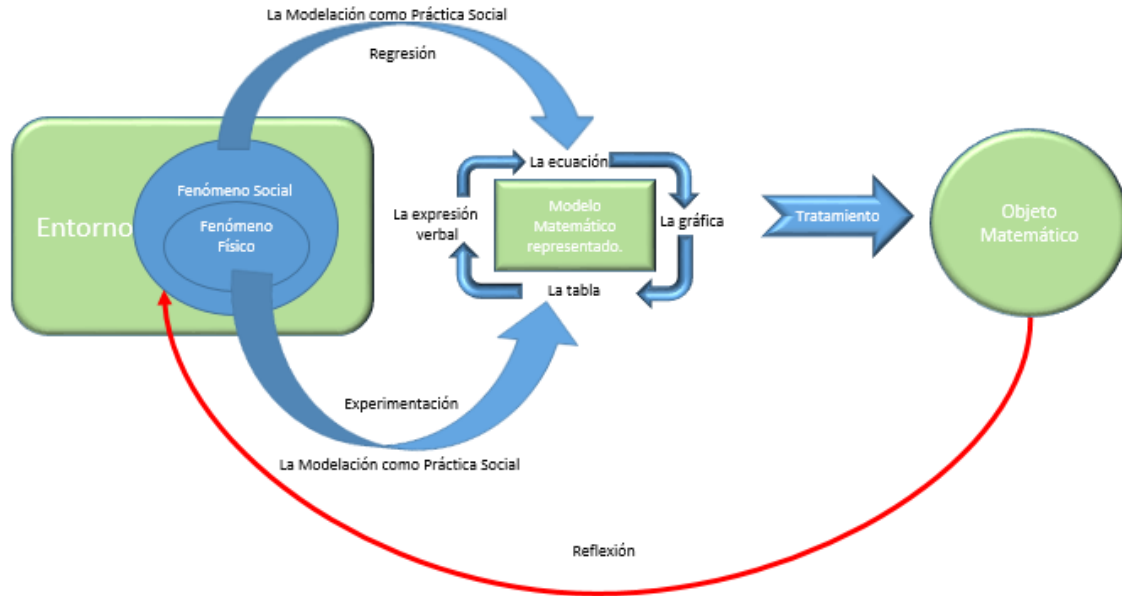 La Modelación como Práctica Social
Regresión
Entorno
Fenómeno Social
Fenómeno
Físico
La ecuación
La expresión
verbal
Modelo
Matemático
representado.
La gráfica
La tabla
Tratamiento
Objeto
Matemático
Experimentación
La Modelación como Práctica Social
Reflexión